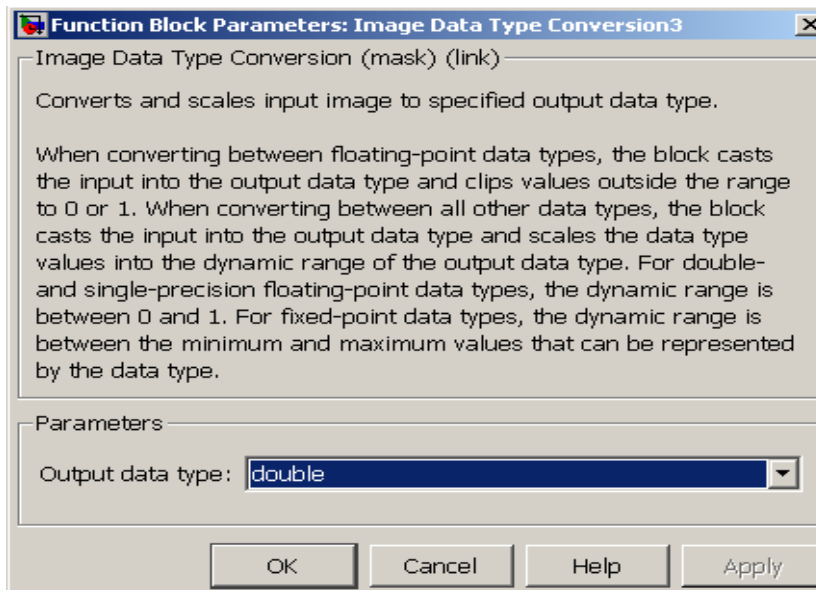 Function Block Parameters: Image Data Type Conversion3
Image Data Type Conversion (mask) (link)
Converts and scales input image to specified output data type.
When converting between floating-point data types, the block casts
the input into the output data type and clips values outside the range
to 0 or 1. When converting between all other data types, the block
casts the input into the output data type and scales the data type
values into the dynamic range of the output data type. For double-
and single-precision floating-point data types, the dynamic range is
between 0 and 1. For fixed-point data types, the dynamic range is
between the minimum and maximum values that can be represented
by the data type.
Parameters
Output data type: double
OK Cancel Help Apply